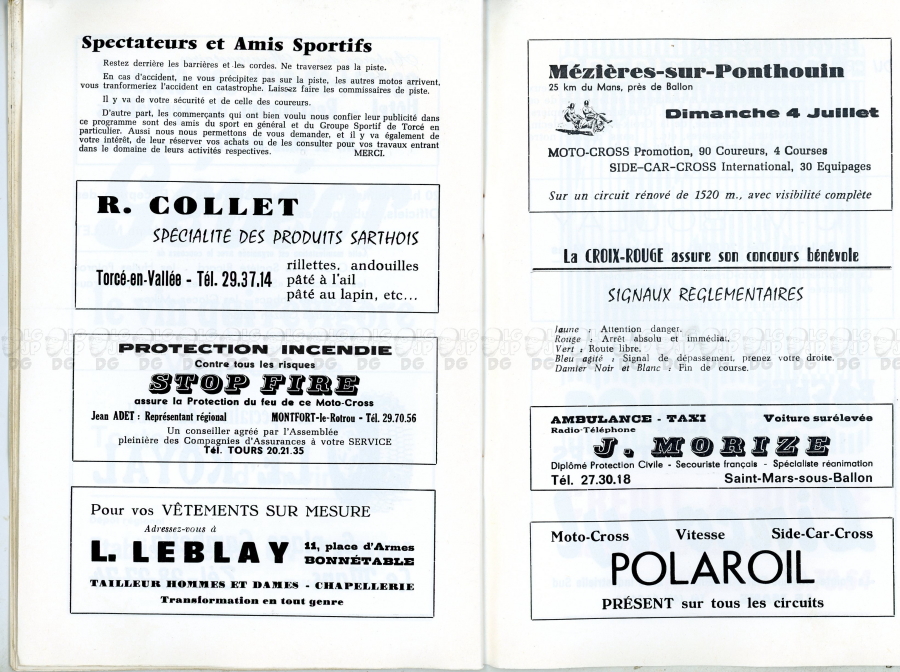 Spectateurs et Amis Sportifs
Restez derrière les barrières et les cordes. Ne traversez pas la piste.
En cas d'accident, ne vous précipitez pas sur la piste, les autres motos arrivent,
vous tranformeriez l'accident en catastrophe. Laissez faire les commissaires de piste.
Il y va de votre sécurité et de celle des coureurs.
D'autre part, les commerçants qui ont bien voulu nous confier leur publicité dans
ce programme sont des amis du sport en général et du Groupe Sportif de Torcé en
particulier. Aussi nous nous permettons de vous demander, et il y va également de
votre intérêt, de leur réserver vos achats ou de les consulter pour vos travaux entrant
dans le domaine de leurs activités respectives. MERCI.
R. COLLET
SPECIALITE DES PRODUITS SARTHOIS
Torcé-en-Vallée - Tél. 29.37.14
rillettes, andouilles
pâté à l'ail
pâté au lapin, etc...
PROTECTION INCENDIE
Contre tous les risques
STOP FIRE
assure la Protection du feu de ce Moto-Cross
Jean ADET : Représentant régional MONTFORT-le-Rotrou - Tél. 29.70.56
Un conseiller agréé par l'Assemblée
pleinière des Compagnies d'Assurances à votre SERVICE
Tél. TOURS 20.21.35
Pour vos VÊTEMENTS SUR MESURE
Adressez-vous à
L. LEBLAY 11, place d'Armes
BONNÉTABLE
TAILLEUR HOMMES ET DAMES - CHAPELLERIE
Transformation en tout genre
Mézières-sur-Ponthouin
25 km du Mans, près de Ballon
Dimanche 4 Juillet
MOTO-CROSS Promotion, 90 Coureurs, 4 Courses
SIDE-CAR-CROSS International, 30 Equipages
Sur un circuit rénové de 1520 m., avec visibilité complète
La CROIX-ROUGE assure son concours bénévole
SIGNAUX REGLEMENTAIRES
Jaune : Attention danger.
Rouge : Arrêt absolu et immédiat.
Vert : Route libre.
Bleu agité : Signal de dépassement, prenez votre droite.
Damier Noir et Blanc : Fin de course.
AMBULANCE - TAXI Voiture surélevée
Radio-Téléphone
J. MORIZE
Diplômé Protection Civile - Secouriste français - Spécialiste réanimation
Tél. 27.30.18 Saint-Mars-sous-Ballon
Moto-Cross Vitesse Side-Car-Cross
POLAROIL
PRÉSENT sur tous les circuits